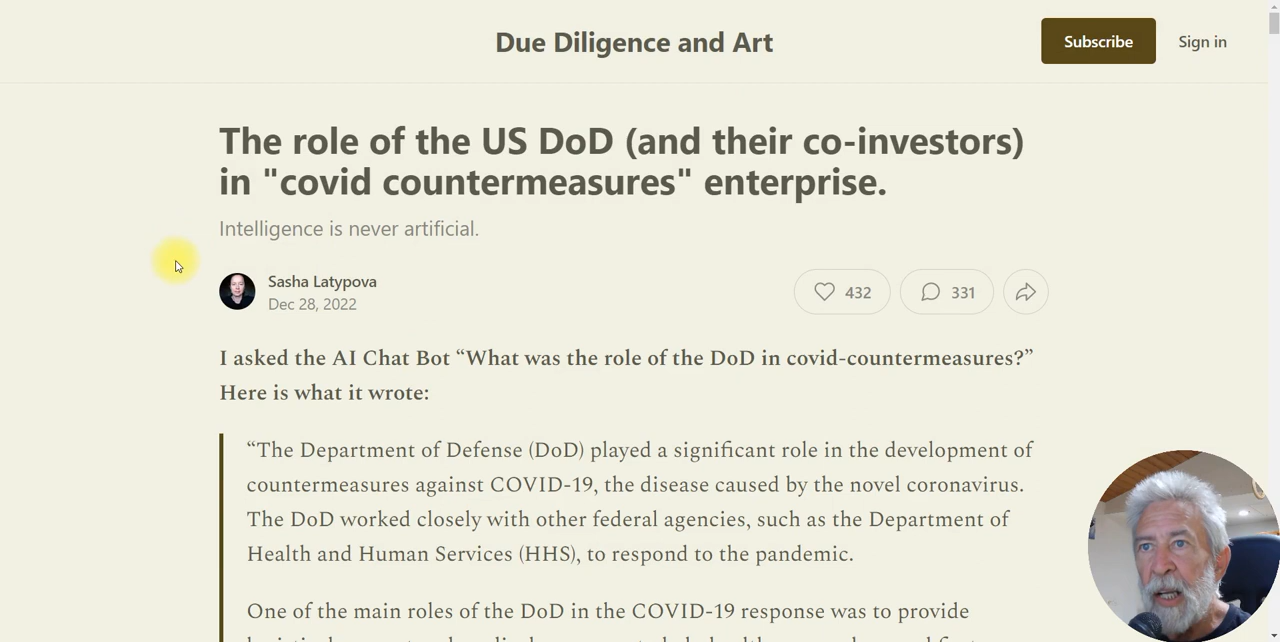 Due Diligence and Art
Subscribe
Sign in
The role of the US DoD (and their co-investors)
in "covid countermeasures" enterprise.
Intelligence is never artificial.
Sasha Latypova
Dec 28, 2022
432
331
I asked the AI Chat Bot “What was the role of the DoD in covid-countermeasures?”
Here is what it wrote:
“The Department of Defense (DoD) played a significant role in the development of
countermeasures against COVID-19, the disease caused by the novel coronavirus.
The DoD worked closely with other federal agencies, such as the Department of
Health and Human Services (HHS), to respond to the pandemic.
One of the main roles of the DoD in the COVID-19 response was to provide